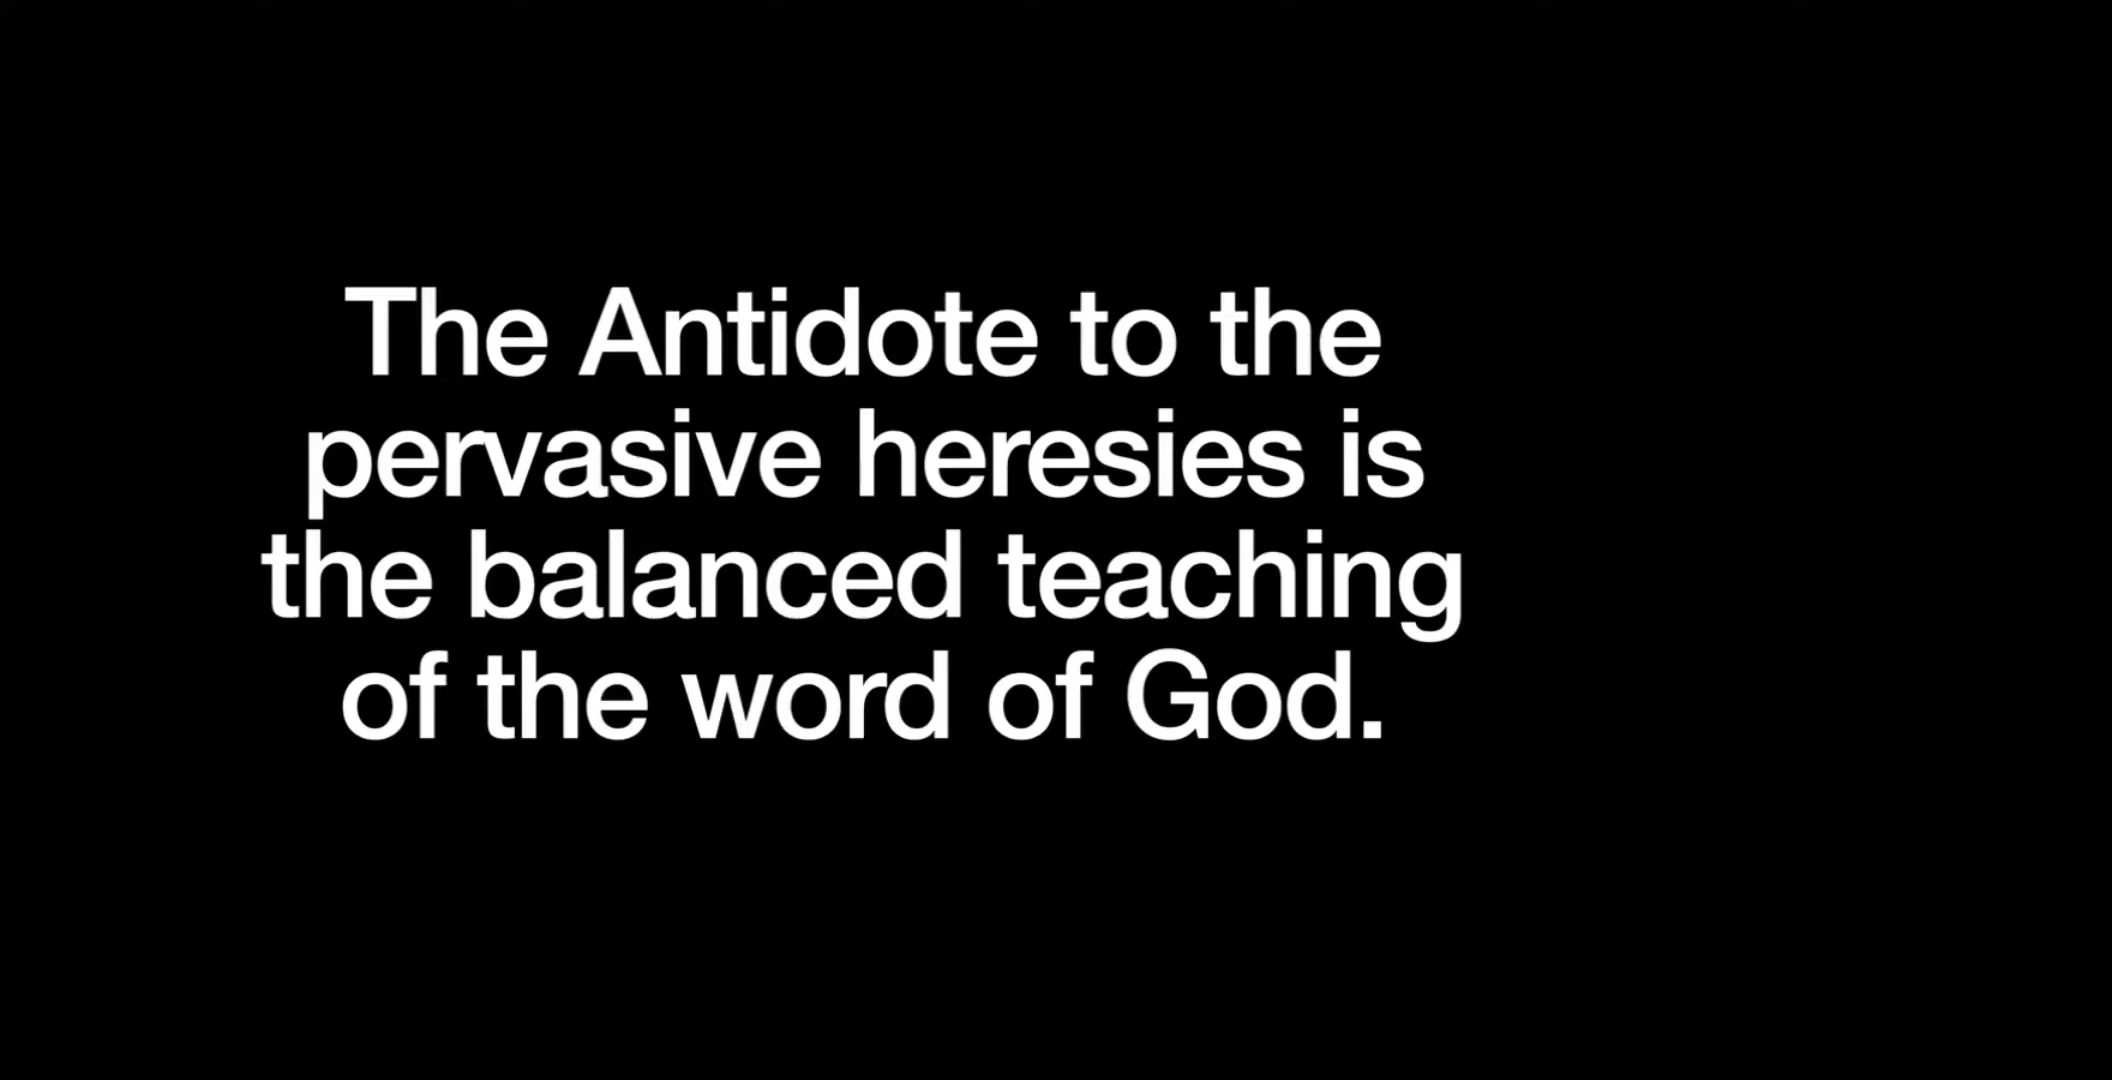 The Antidote to the
pervasive heresies is
the balanced teaching
of the word of God.